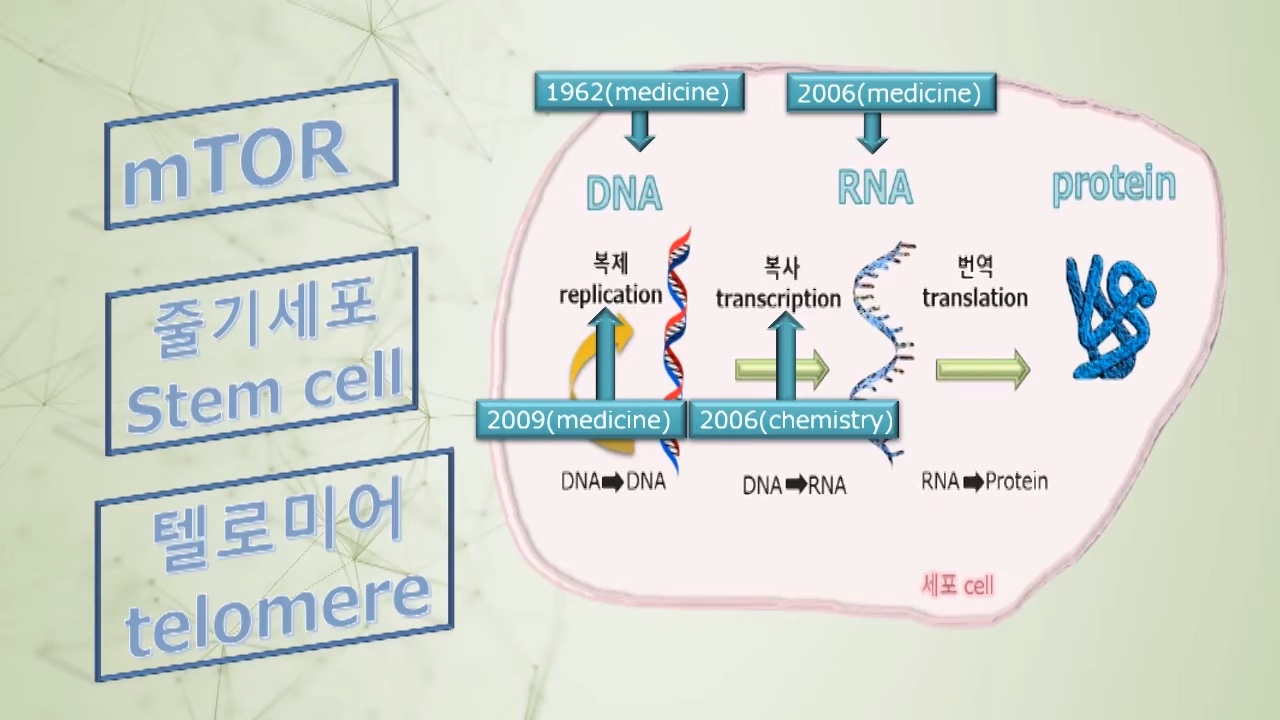 mTOR
줄기세포
Stem cell
텔로미어
telomere
1962(medicine)
2006(medicine)
DNA
RNA
protein
복제
replication
복사
transcription
번역
translation
2009(medicine)
2006(chemistry)
DNA➡DNA
DNA➡RNA
RNA➡Protein
세포 cell